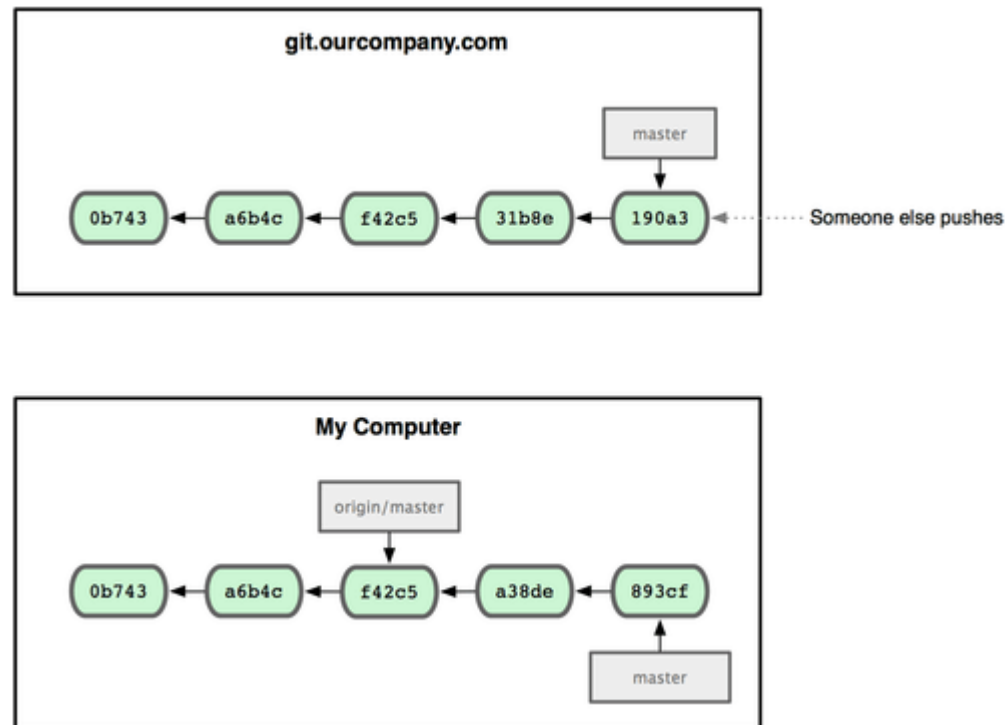 git.ourcompany.com
master
0b743 a6b4c f42c5 31b8e 190a3 Someone else pushes
My Computer
origin/master
0b743 a6b4c f42c5 a38de 893cf
master